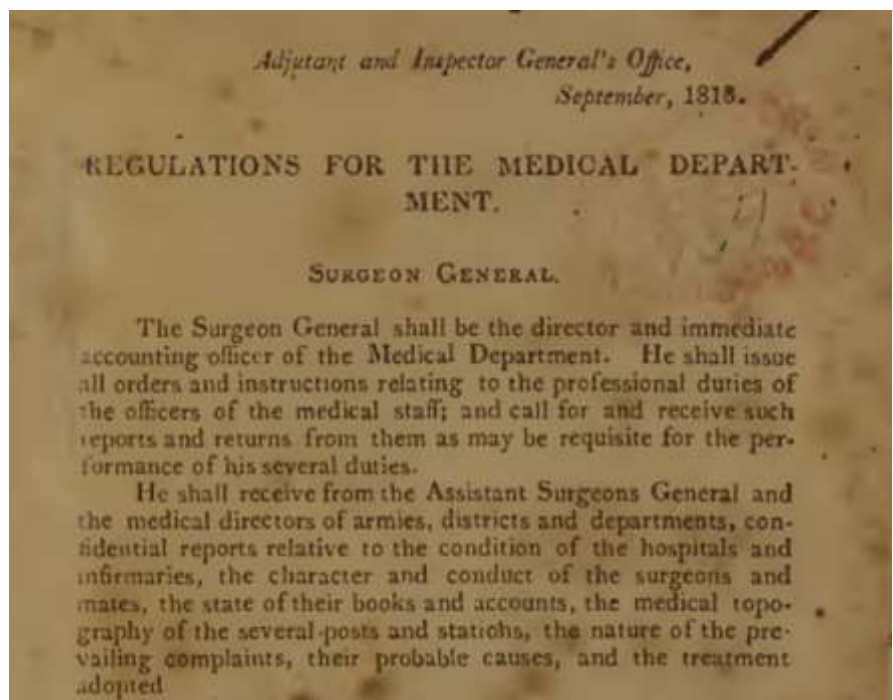 Adjutant and Inspector General's Office,
September, 1818.
REGULATIONS FOR THE MEDICAL DEPART-
MENT.
SURGEON GENERAL.
The Surgeon General shall be the director and immediate
accounting officer of the Medical Department. He shall issue
all orders and instructions relating to the professional duties of
the officers of the medical staff; and call for and receive such
reports and returns from them as may be requisite for the per-
formance of his several duties.
He shall receive from the Assistant Surgeons General and
the medical directors of armies, districts and departments, con-
fidential reports relative to the condition of the hospitals and
infirmaries, the character and conduct of the surgeons and
mates, the state of their books and accounts, the medical topo-
graphy of the several posts and stations, the nature of the pre-
vailing complaints, their probable causes, and the treatment
adopted